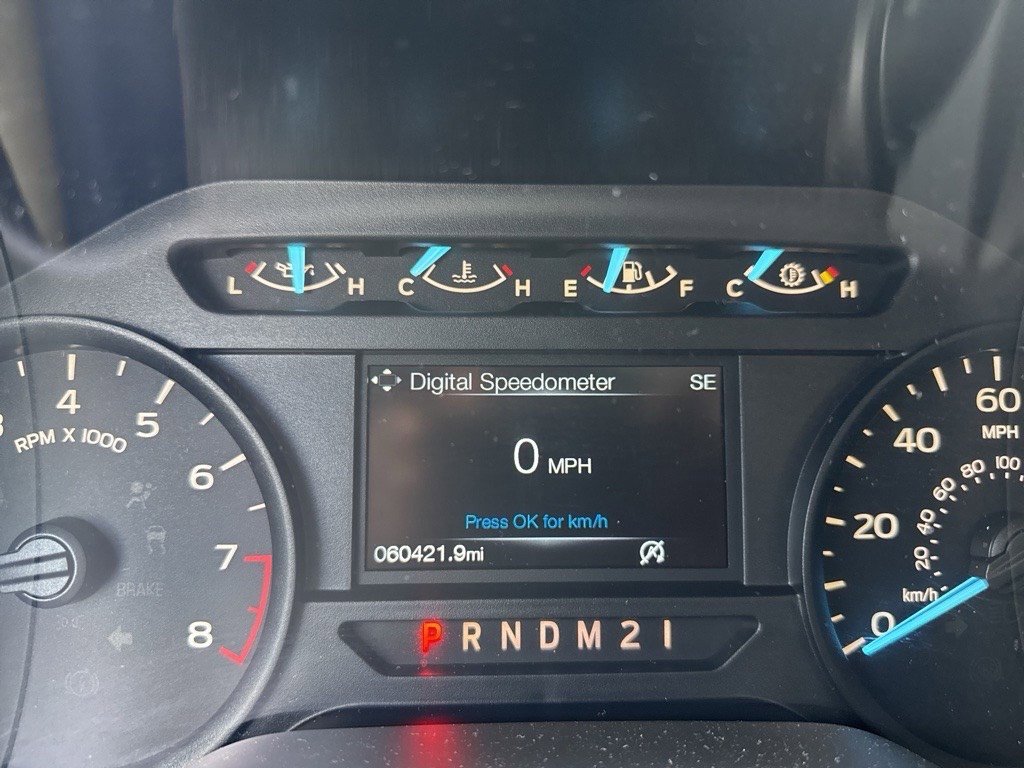 L H C H E F C H
Digital Speedometer SE
0 MPH
Press OK for km/h
060421.9mi
P R N D M 2 1
4 5 6 7 8
RPM X 1000
BRAKE
0 20 40 60
MPH
20 40 60 80 100
km/h